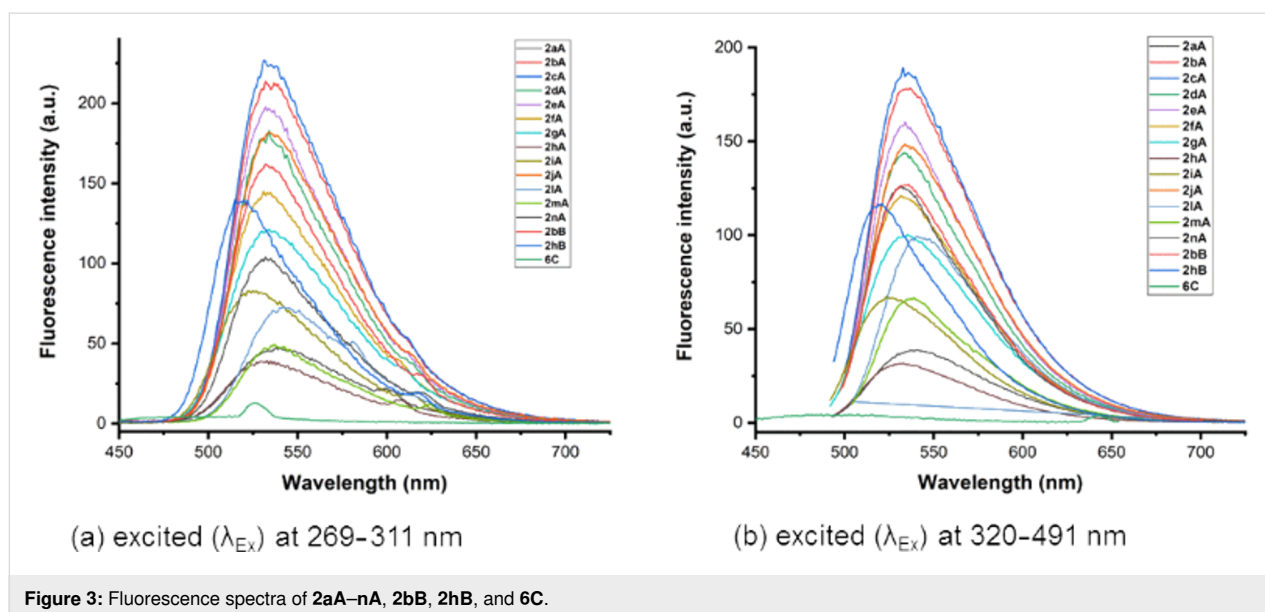 200
150
100
50
0
450
500
550
600
650
700
Fluorescence intensity (a.u.)
Wavelength (nm)
2aA
2bA
2cA
2dA
2eA
2fA
2gA
2hA
2iA
2jA
2lA
2mA
2nA
2bB
2hB
6C
(a) excited (λEx) at 269–311 nm
200
150
100
50
0
450
500
550
600
650
700
Fluorescence intensity (a.u.)
Wavelength (nm)
2aA
2bA
2cA
2dA
2eA
2fA
2gA
2hA
2iA
2jA
2lA
2mA
2nA
2bB
2hB
6C
(b) excited (λEx) at 320–491 nm
Figure 3: Fluorescence spectra of 2aA–nA, 2bB, 2hB, and 6C.